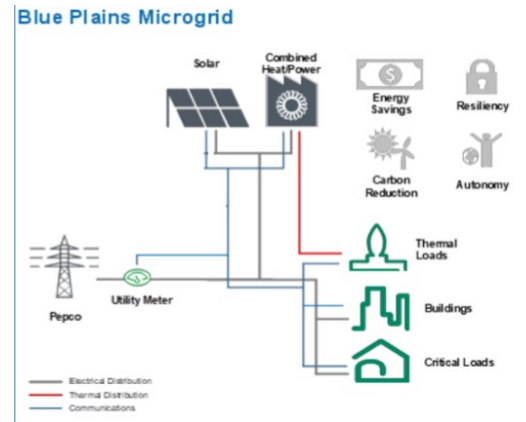 Blue Plains Microgrid
Solar
Combined
Heat/Power
Energy
Savings
Resiliency
Carbon
Reduction
Autonomy
Thermal
Loads
Pepco
Utility Meter
Buildings
Critical Loads
Electrical Distribution
Thermal Distribution
Communications